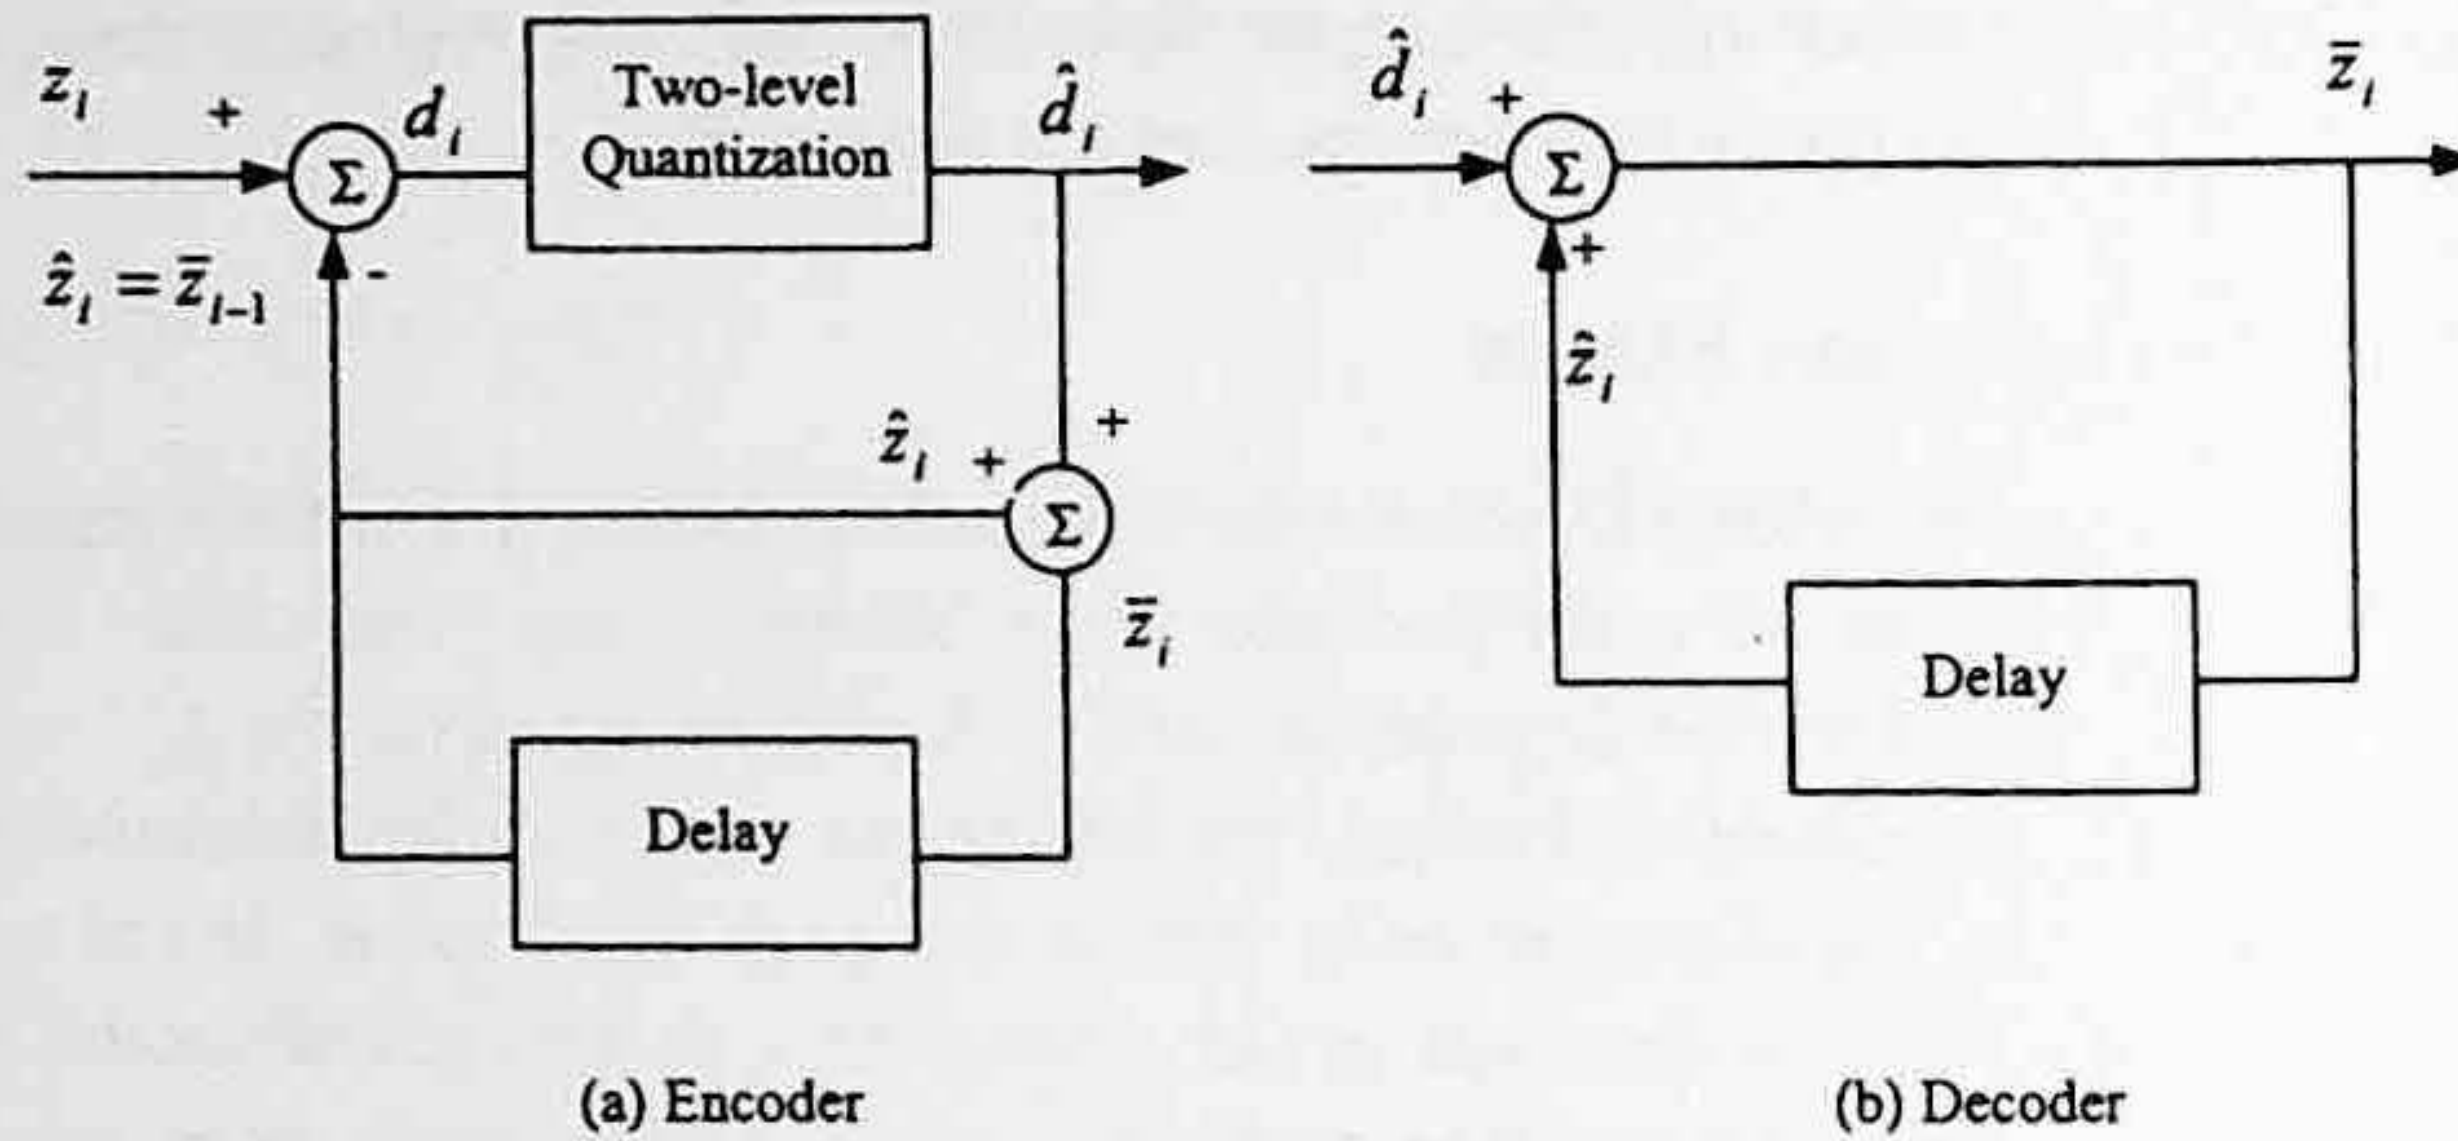 z_i
+
Σ
d_i
Two-level
Quantization
d̂_i
ẑ_i = z̄_{i-1}
-
ẑ_i
+
+
Σ
z̄_i
Delay
(a) Encoder
d̂_i
+
Σ
z̄_i
+
ẑ_i
Delay
(b) Decoder